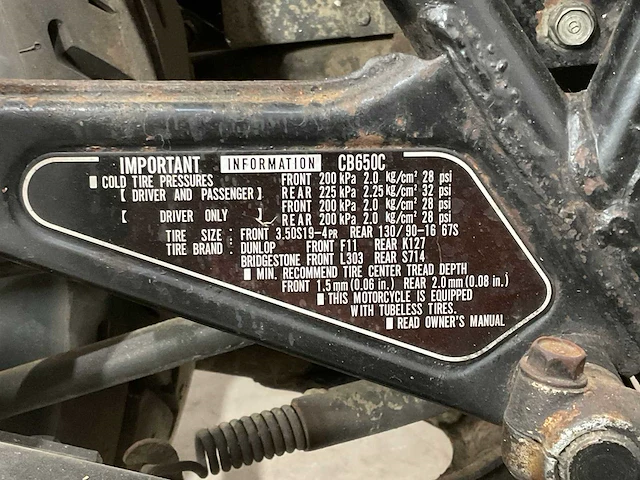 IMPORTANT INFORMATION CB650C
■ COLD TIRE PRESSURES FRONT 200 kPa 2.0 kg/cm² 28 psi
[ DRIVER AND PASSENGER ] REAR 225 kPa 2.25 kg/cm² 32 psi
FRONT 200 kPa 2.0 kg/cm² 28 psi
[ DRIVER ONLY ] REAR 200 kPa 2.0 kg/cm² 28 psi
TIRE SIZE: FRONT 3.50S19-4PR REAR 130/90-16 67S
TIRE BRAND: DUNLOP FRONT F11 REAR K127
BRIDGESTONE FRONT L303 REAR S714
■ MIN. RECOMMEND TIRE CENTER TREAD DEPTH
FRONT 1.5mm (0.06 in.) REAR 2.0mm (0.08 in.)
■ THIS MOTORCYCLE IS EQUIPPED
WITH TUBELESS TIRES.
■ READ OWNER'S MANUAL